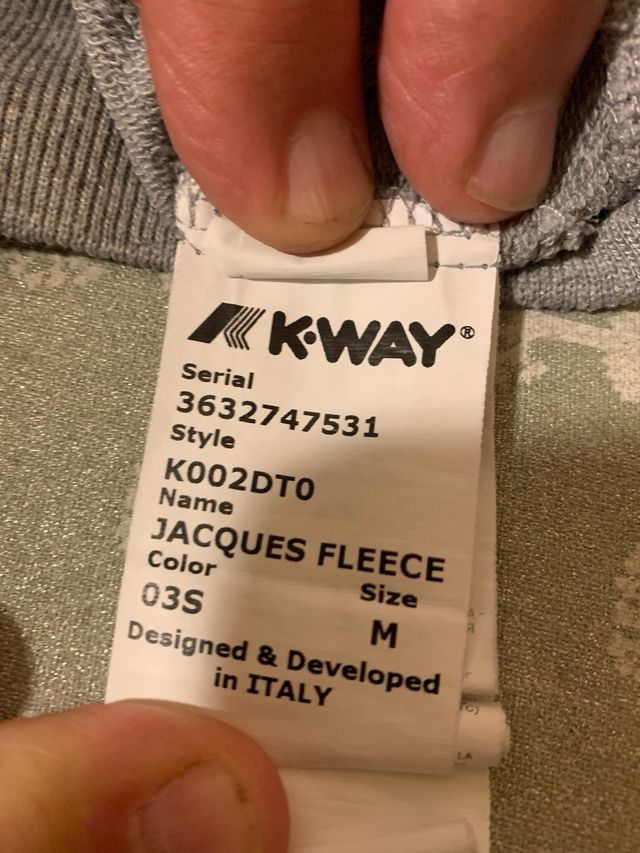 K·WAY®
Serial
3632747531
Style
K002DT0
Name
JACQUES FLEECE
Color Size
03S M
Designed & Developed
in ITALY